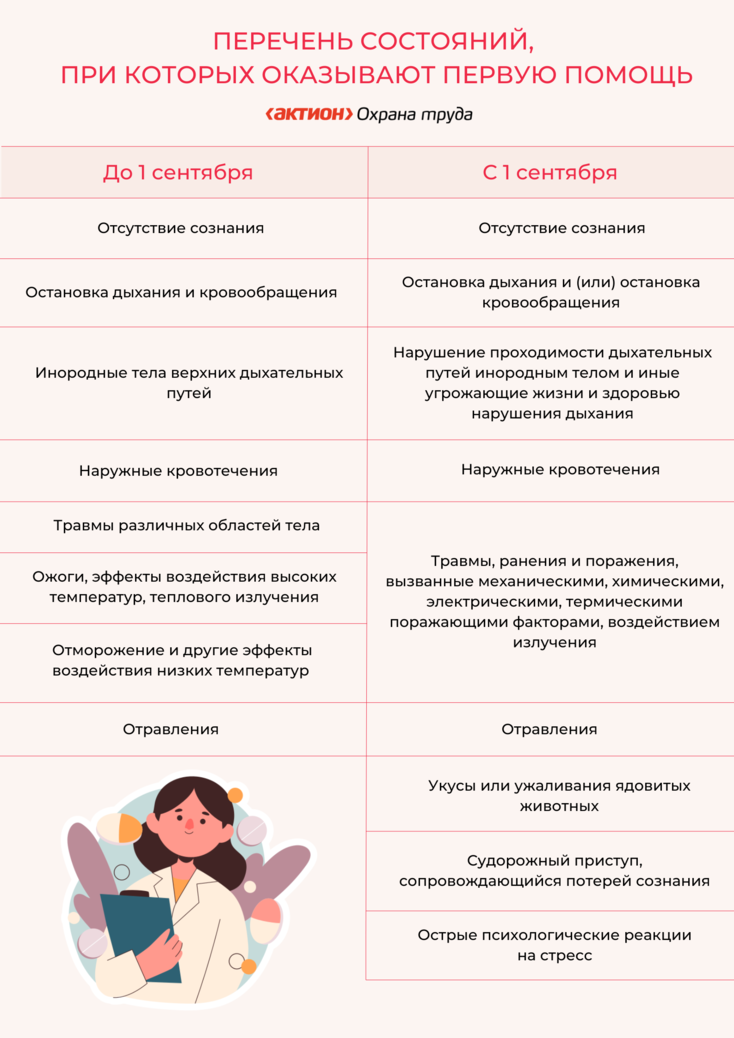 ПЕРЕЧЕНЬ СОСТОЯНИЙ,
ПРИ КОТОРЫХ ОКАЗЫВАЮТ ПЕРВУЮ ПОМОЩЬ
‹актион› Охрана труда
До 1 сентября
С 1 сентября
Отсутствие сознания
Отсутствие сознания
Остановка дыхания и кровообращения
Остановка дыхания и (или) остановка
кровообращения
Инородные тела верхних дыхательных
путей
Нарушение проходимости дыхательных
путей инородным телом и иные
угрожающие жизни и здоровью
нарушения дыхания
Наружные кровотечения
Наружные кровотечения
Травмы различных областей тела
Ожоги, эффекты воздействия высоких
температур, теплового излучения
Отморожение и другие эффекты
воздействия низких температур
Травмы, ранения и поражения,
вызванные механическими, химическими,
электрическими, термическими
поражающими факторами, воздействием
излучения
Отравления
Отравления
Укусы или ужаливания ядовитых
животных
Судорожный приступ,
сопровождающийся потерей сознания
Острые психологические реакции
на стресс